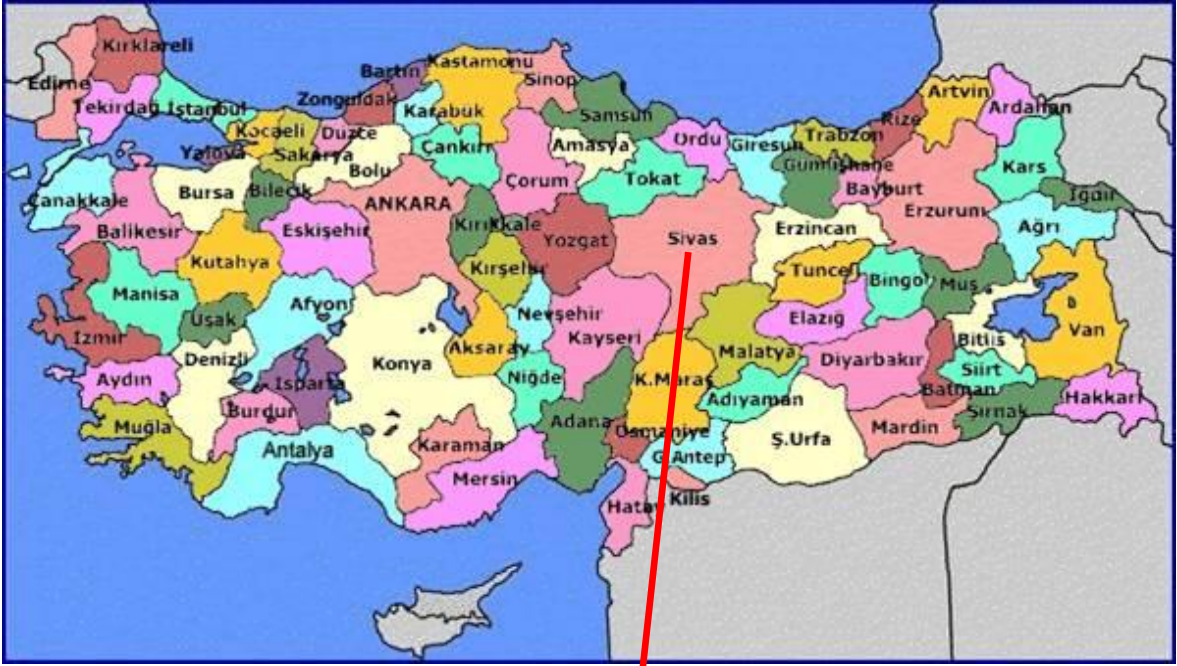 Kırklareli
Edirne
Tekirdağ
İstanbul
Kocaeli
Yalova
Sakarya
Düzce
Zonguldak
Bartın
Kastamonu
Sinop
Karabük
Samsun
Çankırı
Bolu
Amasya
Ordu
Giresun
Trabzon
Rize
Artvin
Ardahan
Gümüşhane
Bayburt
Kars
Iğdır
Çanakkale
Bursa
Bilecik
ANKARA
Çorum
Tokat
Erzurum
Ağrı
Balikesir
Eskişehir
Kırıkkale
Yozgat
Sivas
Erzincan
Kutahya
Kırşehir
Tunceli
Bingol
Muş
Manisa
Uşak
Afyon
Nevşehir
Kayseri
Elazığ
Bitlis
Van
İzmir
Denizli
Konya
Aksaray
Malatya
Diyarbakır
Siirt
Batman
Aydın
Isparta
Niğde
K.Maraş
Adıyaman
Şırnak
Hakkari
Muğla
Burdur
Antalya
Karaman
Adana
Osmaniye
G.Antep
Ş.Urfa
Mardin
Mersin
Hatay
Kilis